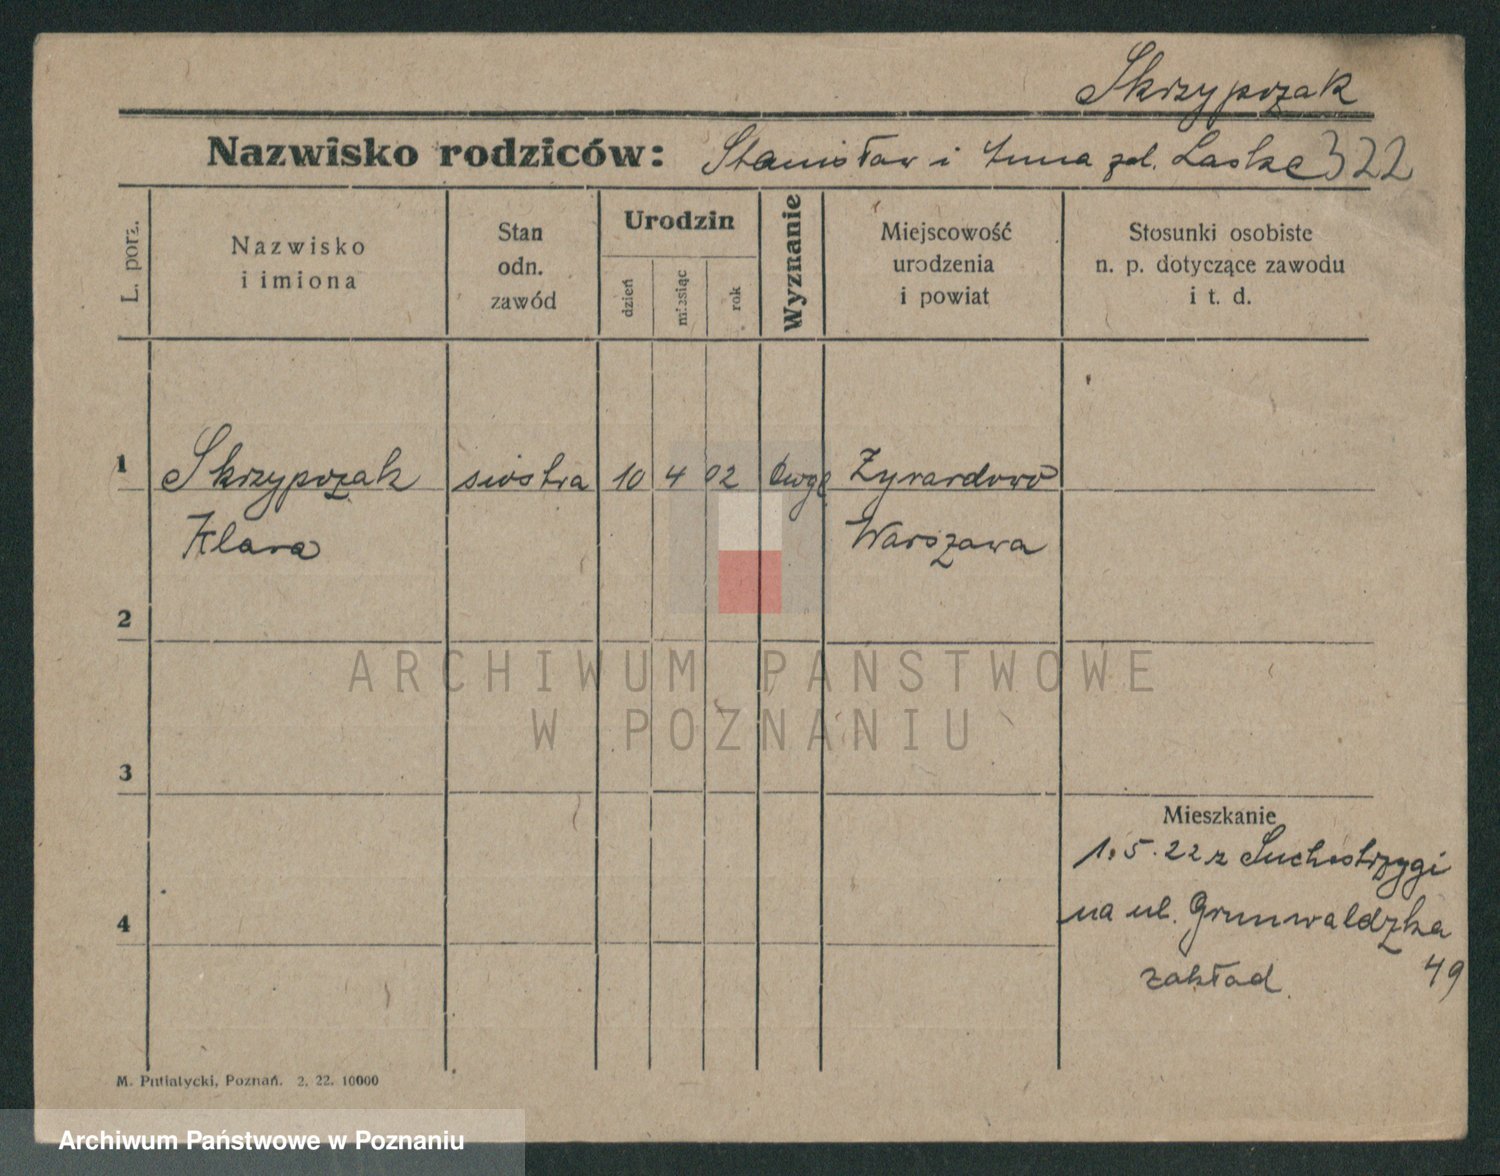 Skrzypczak
Nazwisko rodziców: Stanisław i Anna zd. Laske 322
L. porz.
Nazwisko
i imiona
Stan
odn.
zawód
Urodzin
dzień
miesiąc
rok
Wyznanie
Miejscowość
urodzenia
i powiat
Stosunki osobiste
n. p. dotyczące zawodu
i t. d.
1 Skrzypczak siostra 10 4 02 Ewgl Zyrardowo
Klara Warszawa
2
3
4
Mieszkanie
1.5.22 z Suchostrzygi
na ul. Grunwaldzka
49
zakład
M. Putiatycki, Poznań. 2. 22. 10000
ARCHIWUM PAŃSTWOWE
W POZNANIU
Archiwum Państwowe w Poznaniu